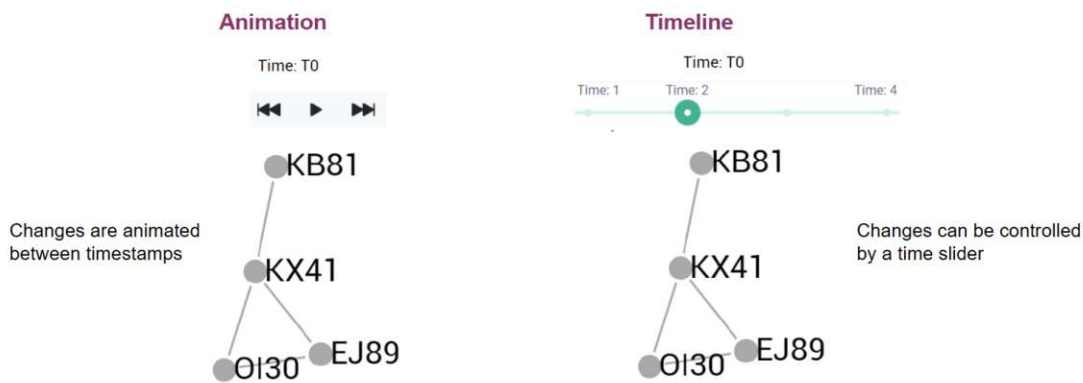 Animation
Time: T0
KB81
Changes are animated
between timestamps
KX41
OI30
EJ89
Timeline
Time: T0
Time: 1
Time: 2
Time: 4
KB81
Changes can be controlled
by a time slider
KX41
OI30
EJ89